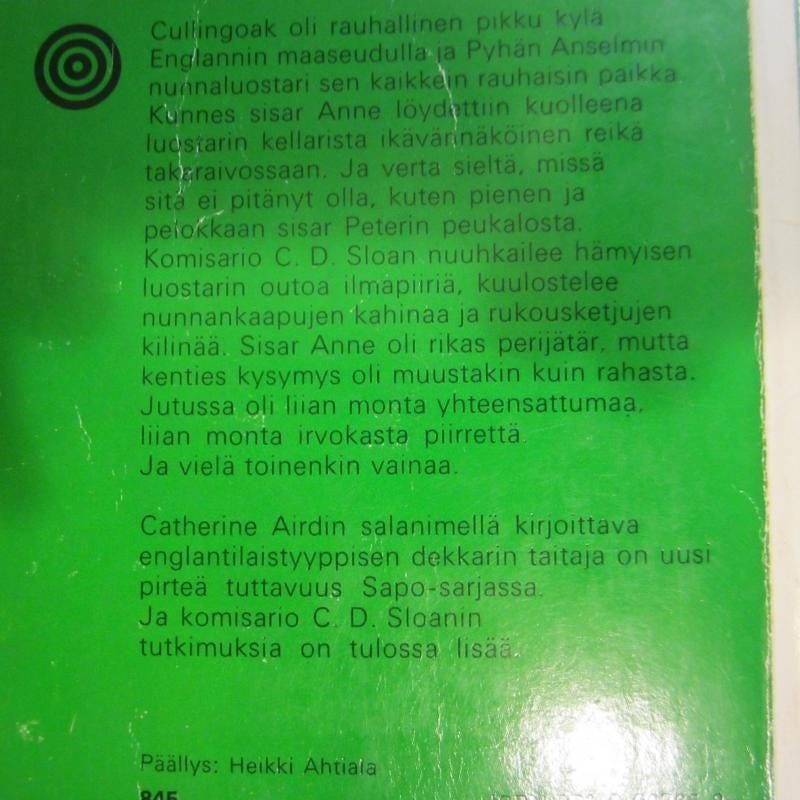 Cullingoak oli rauhallinen pikku kylä
Englannin maaseudulla ja Pyhän Anselmin
nunnaluostari sen kaikkein rauhaisin paikka.
Kunnes sisar Anne löydettiin kuolleena
luostarin kellarista ikävännäköinen reikä
takaraivossaan. Ja verta sieltä, missä
sitä ei pitänyt olla, kuten pienen ja
pelokkaan sisar Peterin peukalosta.
Komisario C. D. Sloan nuuhkailee hämyisen
luostarin outoa ilmapiiriä, kuulostelee
nunnankaapujen kahinaa ja rukousketjujen
kilinää. Sisar Anne oli rikas perijätär, mutta
kenties kysymys oli muustakin kuin rahasta.
Jutussa oli liian monta yhteensattumaa,
liian monta irvokasta piirrettä.
Ja vielä toinenkin vainaa.
Catherine Airdin salanimellä kirjoittava
englantilaistyyppisen dekkarin taitaja on uusi
pirteä tuttavuus Sapo-sarjassa.
Ja komisario C. D. Sloanin
tutkimuksia on tulossa lisää.
Päällys: Heikki Ahtiala
845